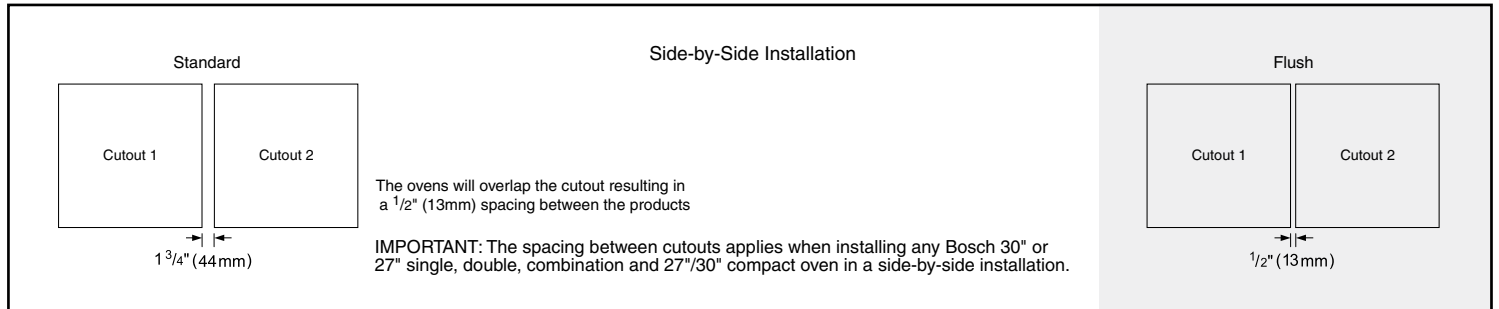 Side-by-Side Installation
Standard
Cutout 1
Cutout 2
1 3/4" (44mm)
The ovens will overlap the cutout resulting in
a 1/2" (13mm) spacing between the products
IMPORTANT: The spacing between cutouts applies when installing any Bosch 30" or
27" single, double, combination and 27"/30" compact oven in a side-by-side installation.
Flush
Cutout 1
Cutout 2
1/2" (13mm)